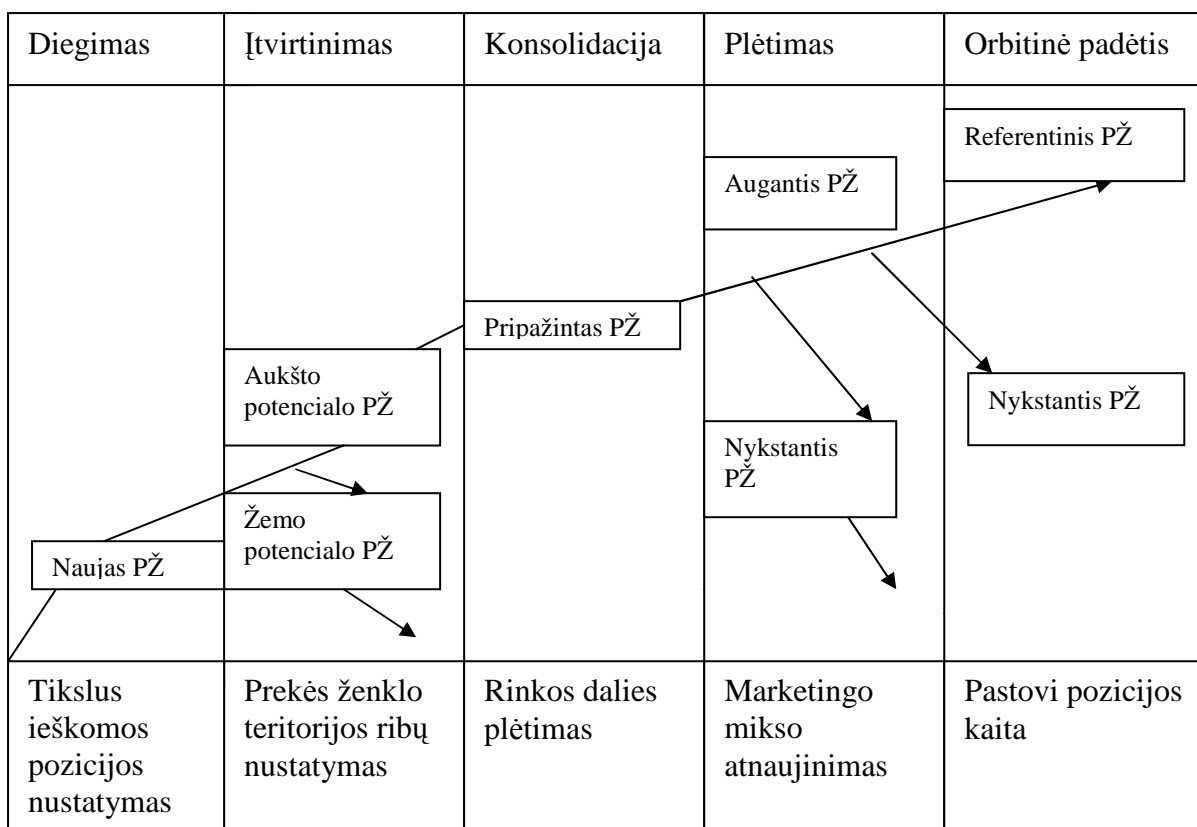 Diegimas
Įtvirtinimas
Konsolidacija
Plėtimas
Orbitinė padėtis
Referentinis PŽ
Augantis PŽ
Pripažintas PŽ
Aukšto
potencialo PŽ
Nykstantis PŽ
Nykstantis
PŽ
Žemo
potencialo PŽ
Naujas PŽ
Tikslus
ieškomos
pozicijos
nustatymas
Prekės ženklo
teritorijos ribų
nustatymas
Rinkos dalies
plėtimas
Marketingo
mikso
atnaujinimas
Pastovi pozicijos
kaita